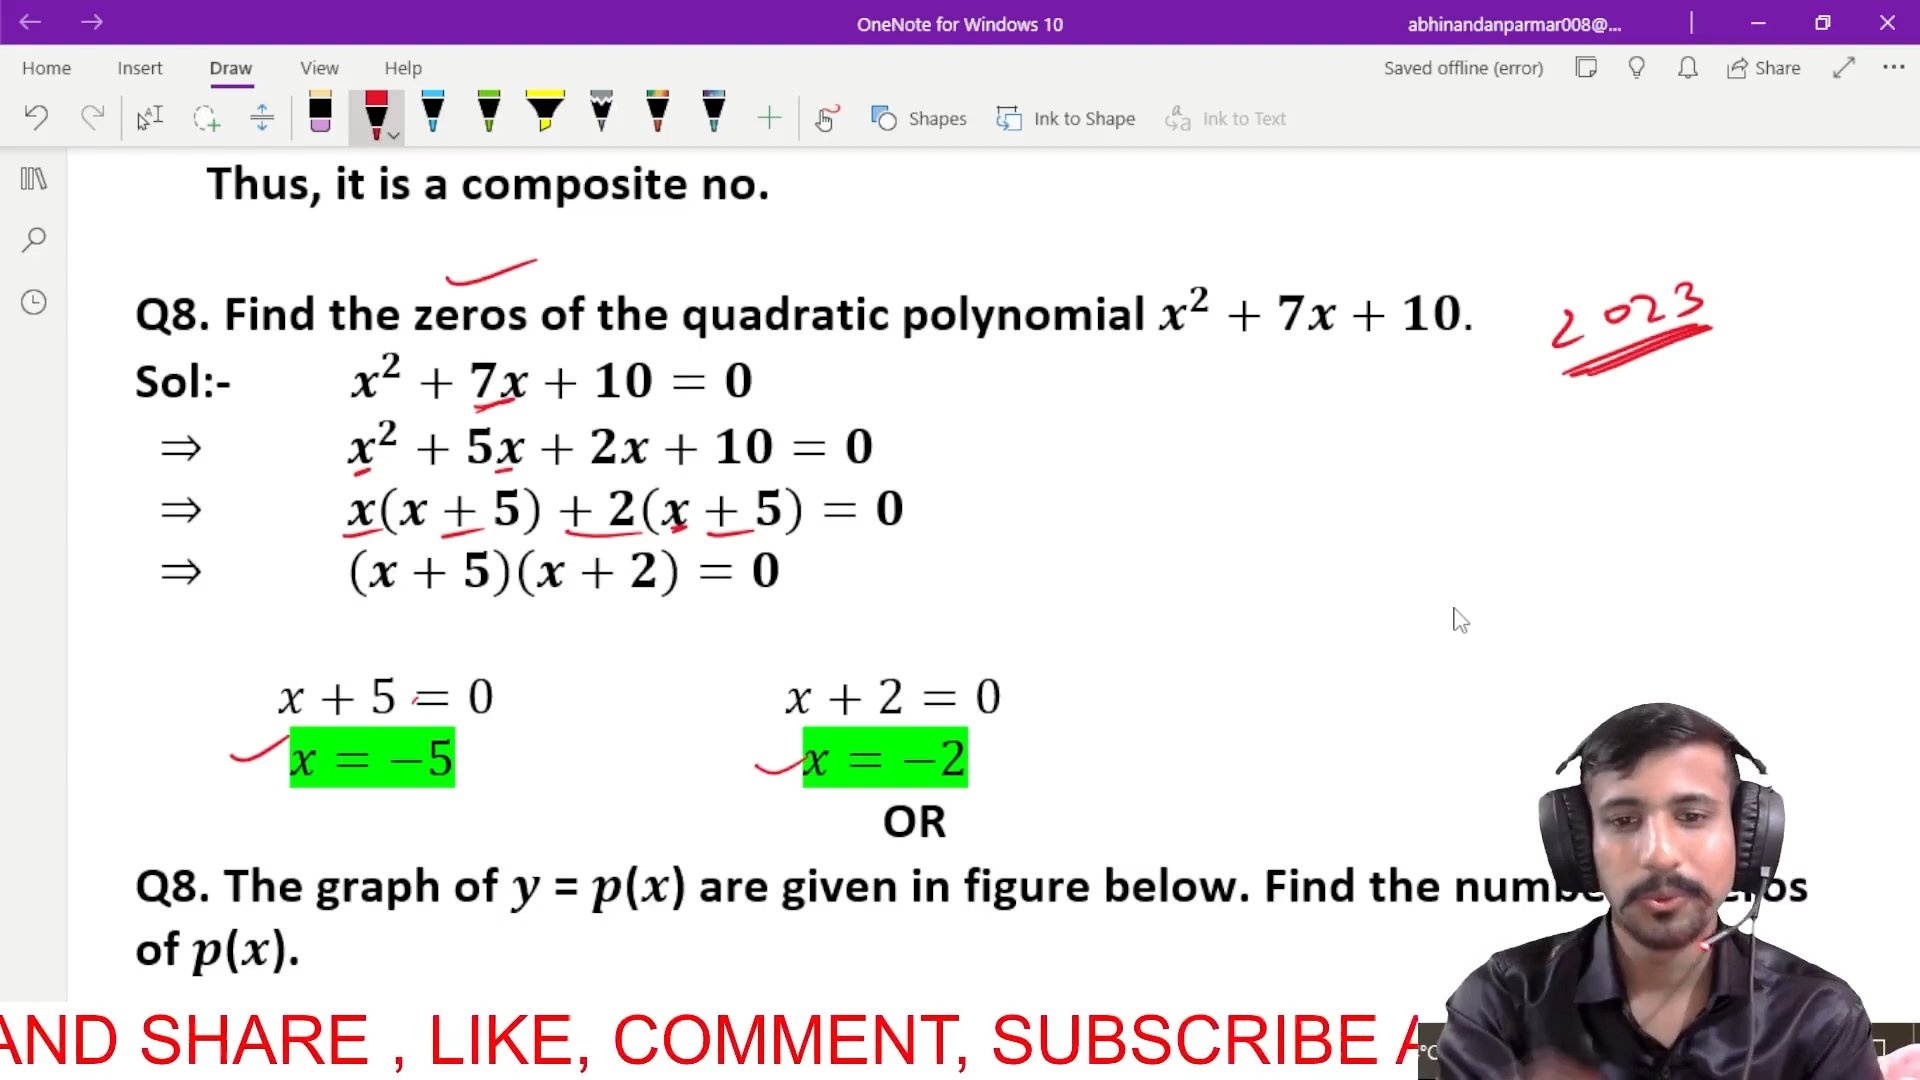 OneNote for Windows 10
abhinandanparmar008@...
Home Insert Draw View Help
Saved offline (error) Share
Shapes Ink to Shape Ink to Text
Thus, it is a composite no.
Q8. Find the zeros of the quadratic polynomial x² + 7x + 10.
2023
Sol:- x² + 7x + 10 = 0
⇒ x² + 5x + 2x + 10 = 0
⇒ x(x + 5) + 2(x + 5) = 0
⇒ (x + 5)(x + 2) = 0
x + 5 = 0 x + 2 = 0
x = −5 x = −2
OR
Q8. The graph of y = p(x) are given in figure below. Find the
of p(x).
AND SHARE , LIKE, COMMENT, SUBSCRIBE A
°C